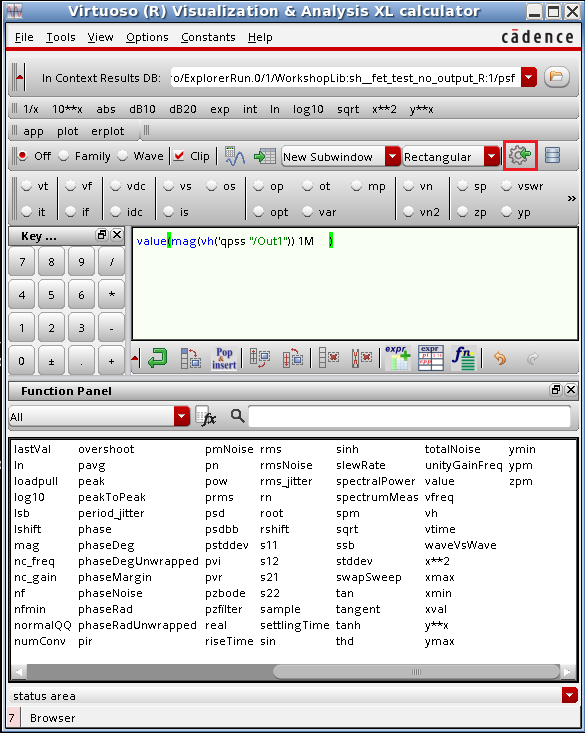 Virtuoso (R) Visualization & Analysis XL calculator
File Tools View Options Constants Help cādence
In Context Results DB: ro/ExplorerRun.0/1/WorkshopLib:sh__fet_test_no_output_R:1/psf
1/x 10**x abs dB10 dB20 exp int ln log10 sqrt x**2 y**x
app plot erplot
Off Family Wave Clip New Subwindow Rectangular
vt vf vdc vs os op ot mp vn sp vswr »
it if idc is opt var vn2 zp yp
Key ...
7 8 9 /
4 5 6 *
1 2 3 -
0 ± . +
value(mag(vh('qpss "/Out1")) 1M )
Pop & insert expr expr fn
Function Panel
All fx
lastVal overshoot pmNoise rms sinh totalNoise ymin
ln pavg pn rmsNoise slewRate unityGainFreq ypm
loadpull peak pow rms_jitter spectralPower value zpm
log10 peakToPeak prms rn spectrumMeas vfreq
lsb period_jitter psd root spm vh
lshift phase psdbb rshift sqrt vtime
mag phaseDeg pstddev s11 ssb waveVsWave
nc_freq phaseDegUnwrapped pvi s12 stddev x**2
nc_gain phaseMargin pvr s21 swapSweep xmax
nf phaseNoise pzbode s22 tan xmin
nfmin phaseRad pzfilter sample tangent xval
normalQQ phaseRadUnwrapped real settlingTime tanh y**x
numConv pir riseTime sin thd ymax
status area
7 Browser